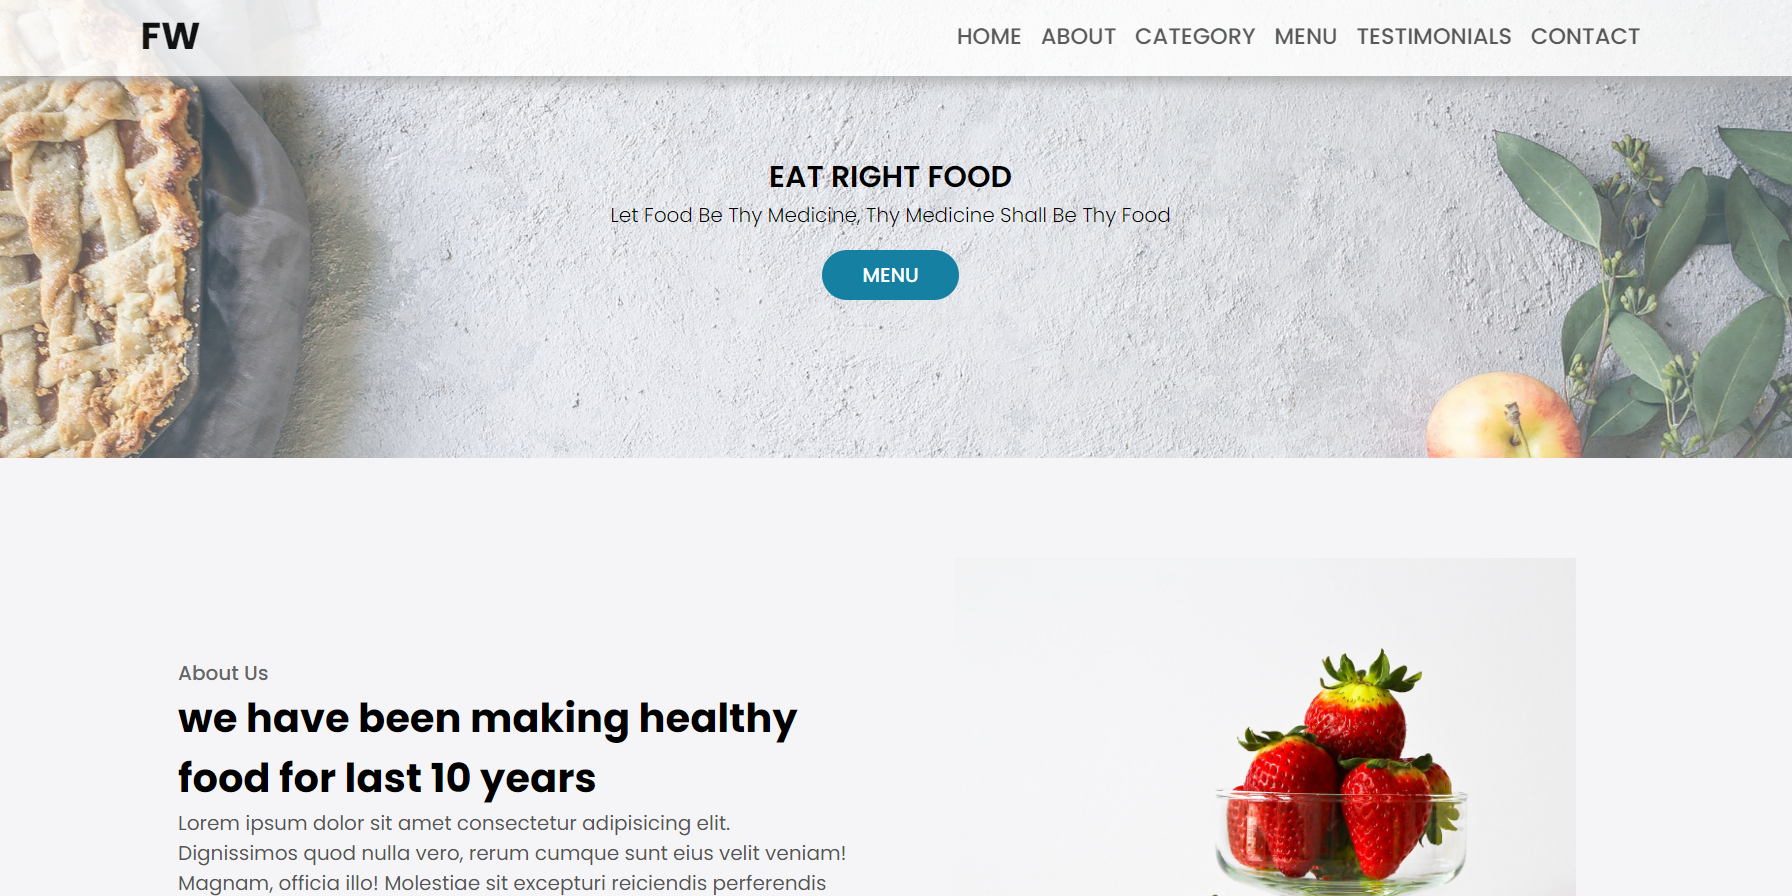 FW
HOME ABOUT CATEGORY MENU TESTIMONIALS CONTACT
EAT RIGHT FOOD
Let Food Be Thy Medicine, Thy Medicine Shall Be Thy Food
MENU
About Us
we have been making healthy
food for last 10 years
Lorem ipsum dolor sit amet consectetur adipisicing elit.
Dignissimos quod nulla vero, rerum cumque sunt eius velit veniam!
Magnam, officia illo! Molestiae sit excepturi reiciendis perferendis